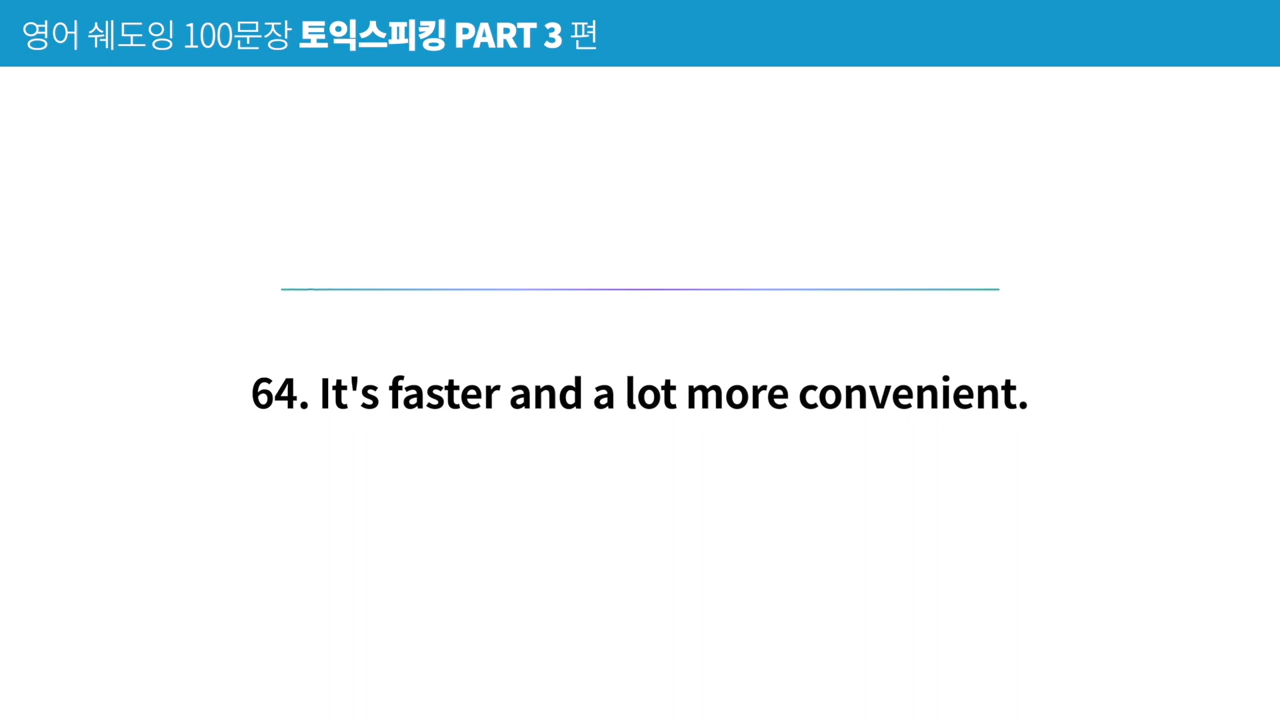 영어 쉐도잉 100문장 토익스피킹 PART 3 편
64. It's faster and a lot more convenient.